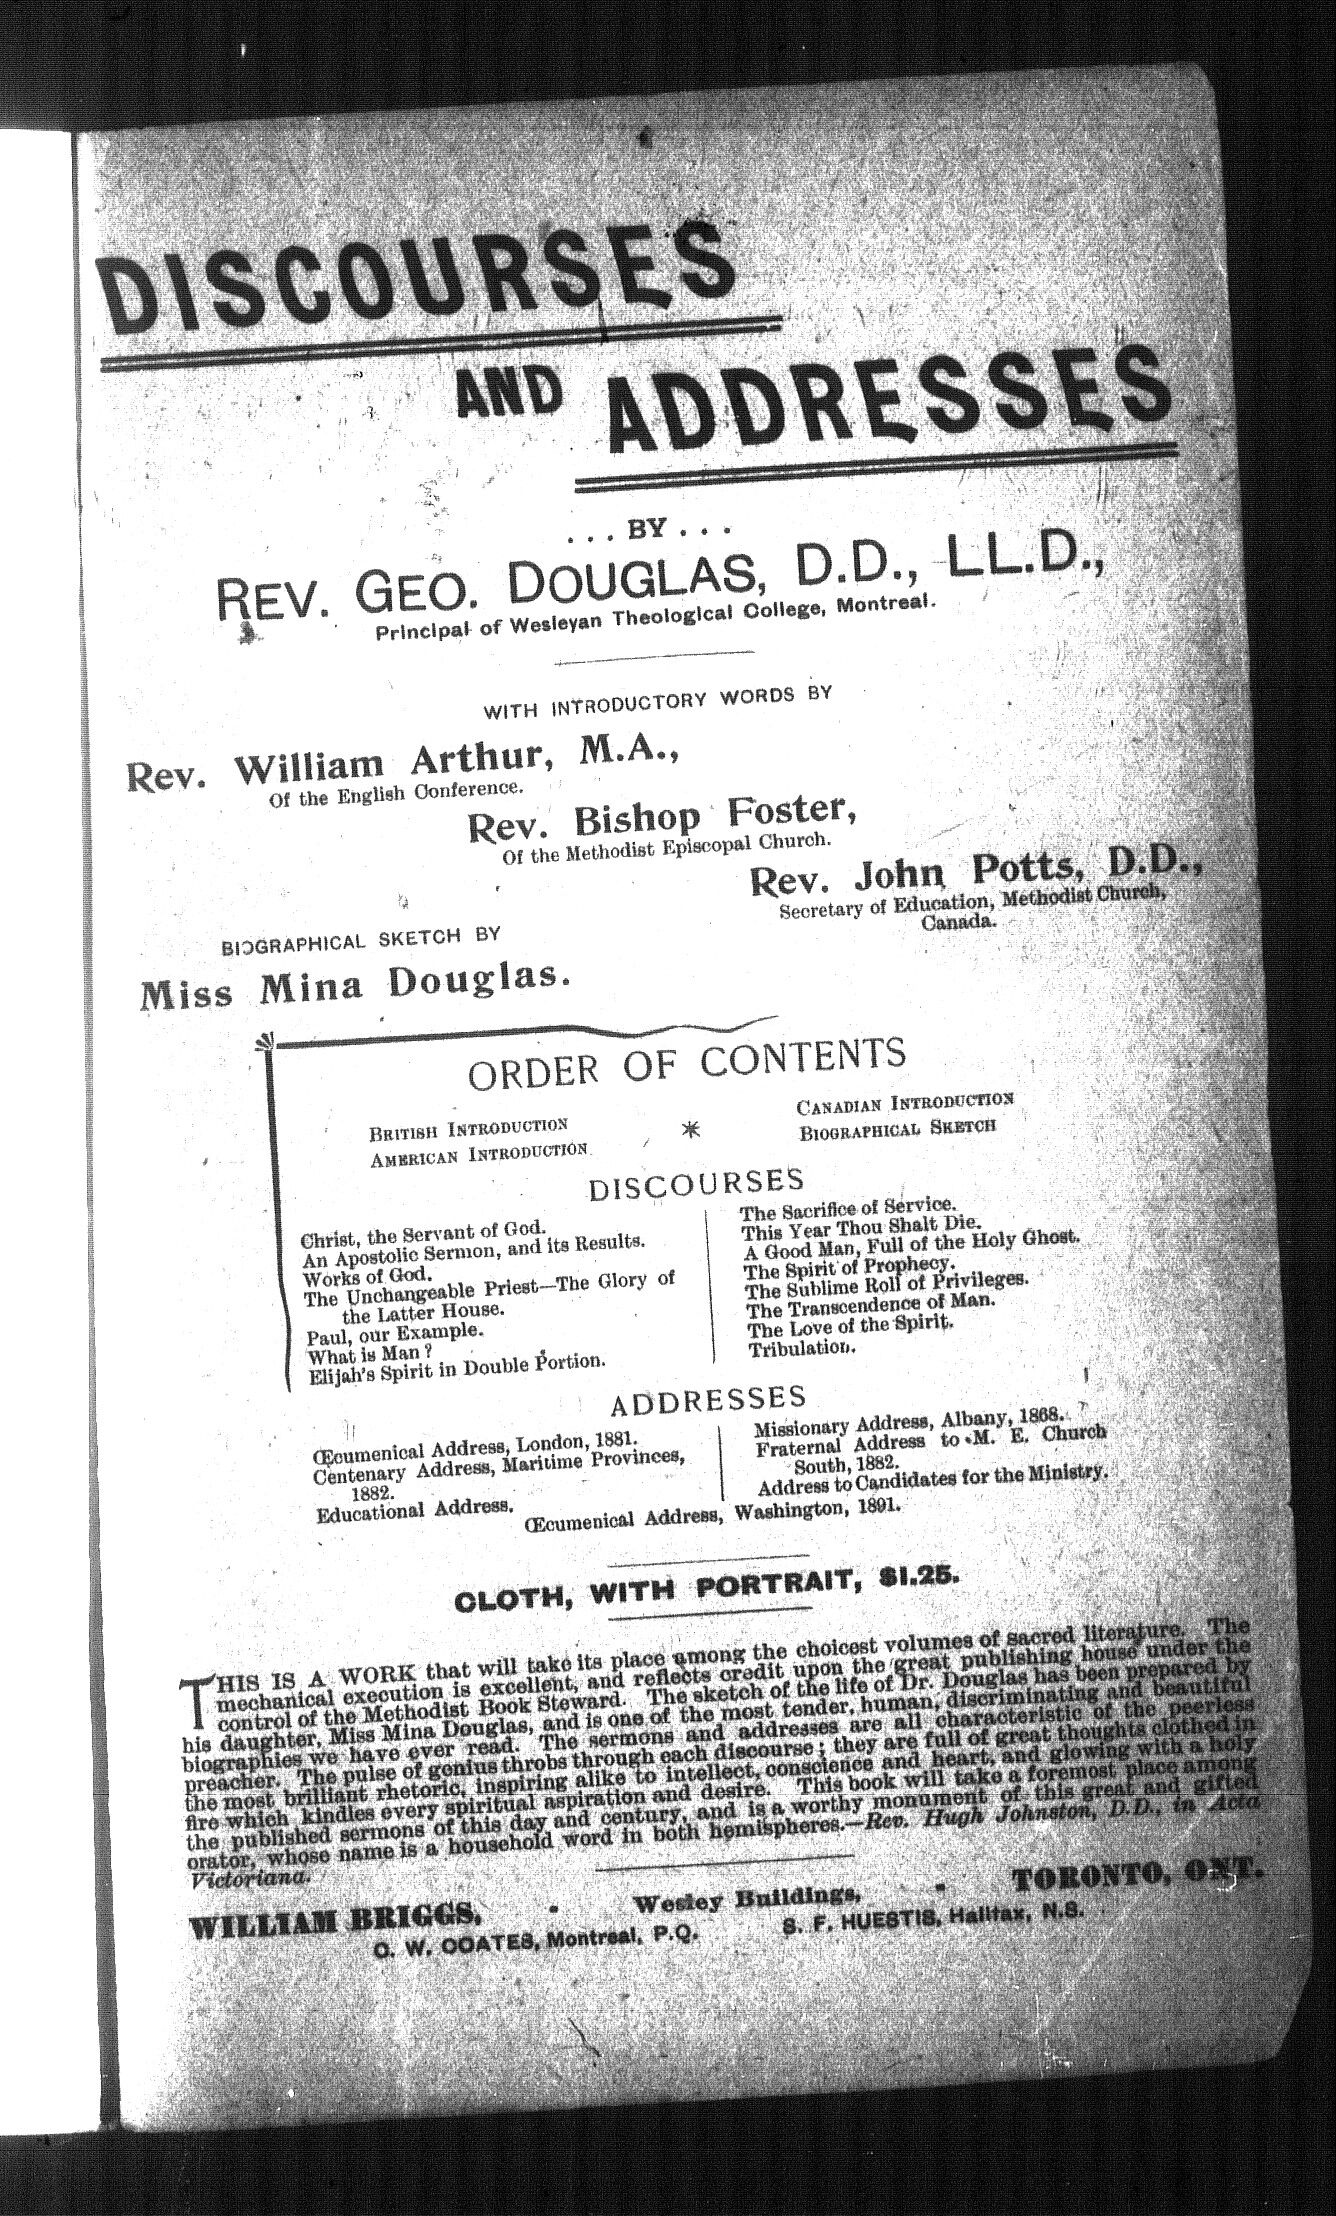 DISCOURSES
AND ADDRESSES
. . . BY . . .
REV. GEO. DOUGLAS, D.D., LL.D.,
Principal of Wesleyan Theological College, Montreal.
WITH INTRODUCTORY WORDS BY
Rev. William Arthur, M.A.,
Of the English Conference.
Rev. Bishop Foster,
Of the Methodist Episcopal Church.
Rev. John Potts, D.D.,
Secretary of Education, Methodist Church,
Canada.
BIOGRAPHICAL SKETCH BY
Miss Mina Douglas.
ORDER OF CONTENTS
BRITISH INTRODUCTION
AMERICAN INTRODUCTION
*
CANADIAN INTRODUCTION
BIOGRAPHICAL SKETCH
DISCOURSES
Christ, the Servant of God.
An Apostolic Sermon, and its Results.
Works of God.
The Unchangeable Priest—The Glory of
the Latter House.
Paul, our Example.
What is Man?
Elijah's Spirit in Double Portion.
The Sacrifice of Service.
This Year Thou Shalt Die.
A Good Man, Full of the Holy Ghost.
The Spirit of Prophecy.
The Sublime Roll of Privileges.
The Transcendence of Man.
The Love of the Spirit.
Tribulation.
ADDRESSES
Œcumenical Address, London, 1881.
Centenary Address, Maritime Provinces,
1882.
Educational Address.
Missionary Address, Albany, 1868.
Fraternal Address to M. E. Church
South, 1882.
Address to Candidates for the Ministry.
Œcumenical Address, Washington, 1891.
CLOTH, WITH PORTRAIT, $1.25.
THIS IS A WORK that will take its place among the choicest volumes of sacred literature. The
mechanical execution is excellent, and reflects credit upon the great publishing house under the
control of the Methodist Book Steward. The sketch of the life of Dr. Douglas has been prepared by
his daughter, Miss Mina Douglas, and is one of the most tender, human, discriminating and beautiful
biographies we have ever read. The sermons and addresses are all characteristic of the peerless
preacher. The pulse of genius throbs through each discourse; they are full of great thoughts clothed in
the most brilliant rhetoric, inspiring alike to intellect, conscience and heart, and glowing with a holy
fire which kindles every spiritual aspiration and desire. This book will take a foremost place among
the published sermons of this day and century, and is a worthy monument of this great and gifted
orator, whose name is a household word in both hemispheres.—Rev. Hugh Johnston, D.D., in Acta
Victoriana.
WILLIAM BRIGGS, - Wesley Buildings, - TORONTO, ONT.
C. W. COATES, Montreal, P.Q. S. F. HUESTIS, Halifax, N.S.